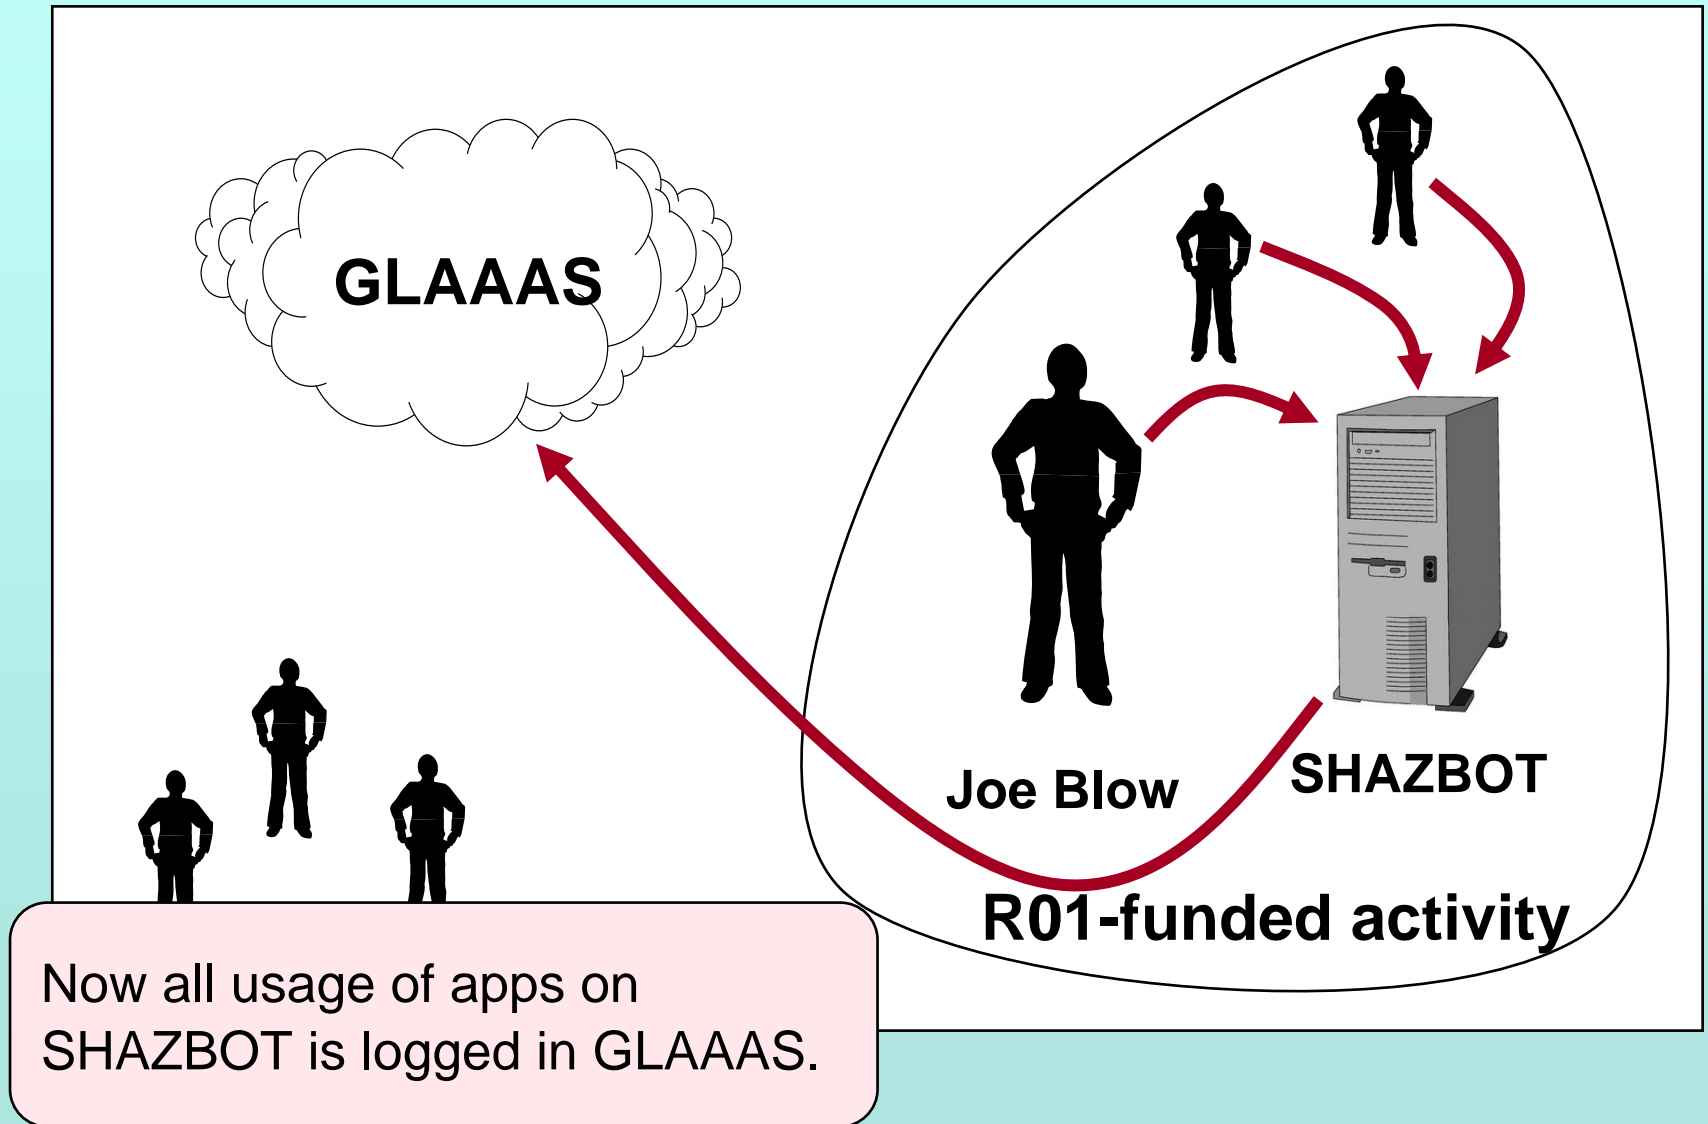 GLAAAS
Joe Blow
SHAZBOT
R01-funded activity
Now all usage of apps on
SHAZBOT is logged in GLAAAS.